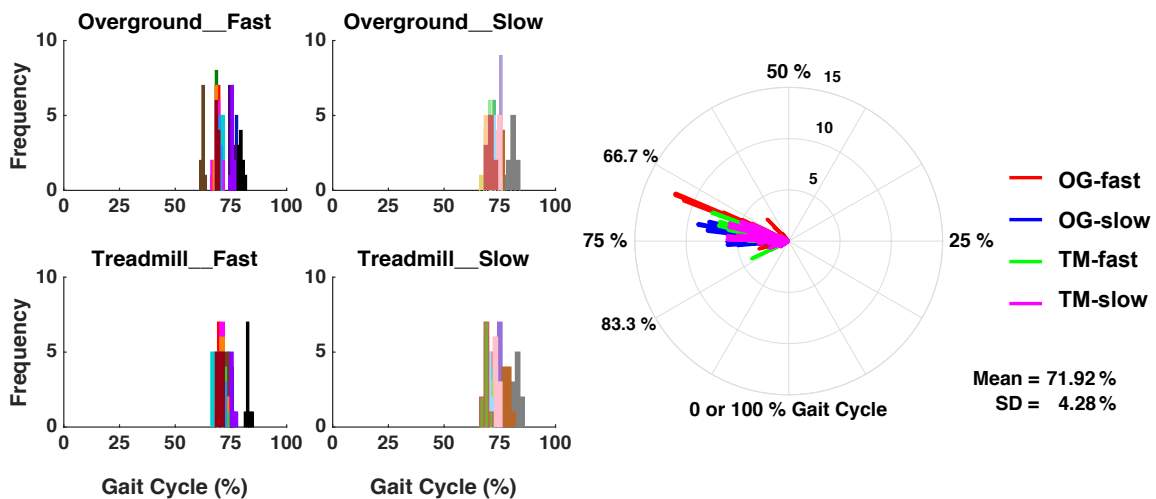 Overground__Fast
Overground__Slow
10
5
0
Frequency
0 25 50 75 100
10
5
0
0 25 50 75 100
Treadmill__Fast
Treadmill__Slow
10
5
0
Frequency
0 25 50 75 100
Gait Cycle (%)
10
5
0
0 25 50 75 100
Gait Cycle (%)
50 %
15
10
5
66.7 %
75 %
25 %
83.3 %
0 or 100 % Gait Cycle
OG-fast
OG-slow
TM-fast
TM-slow
Mean = 71.92 %
SD = 4.28 %